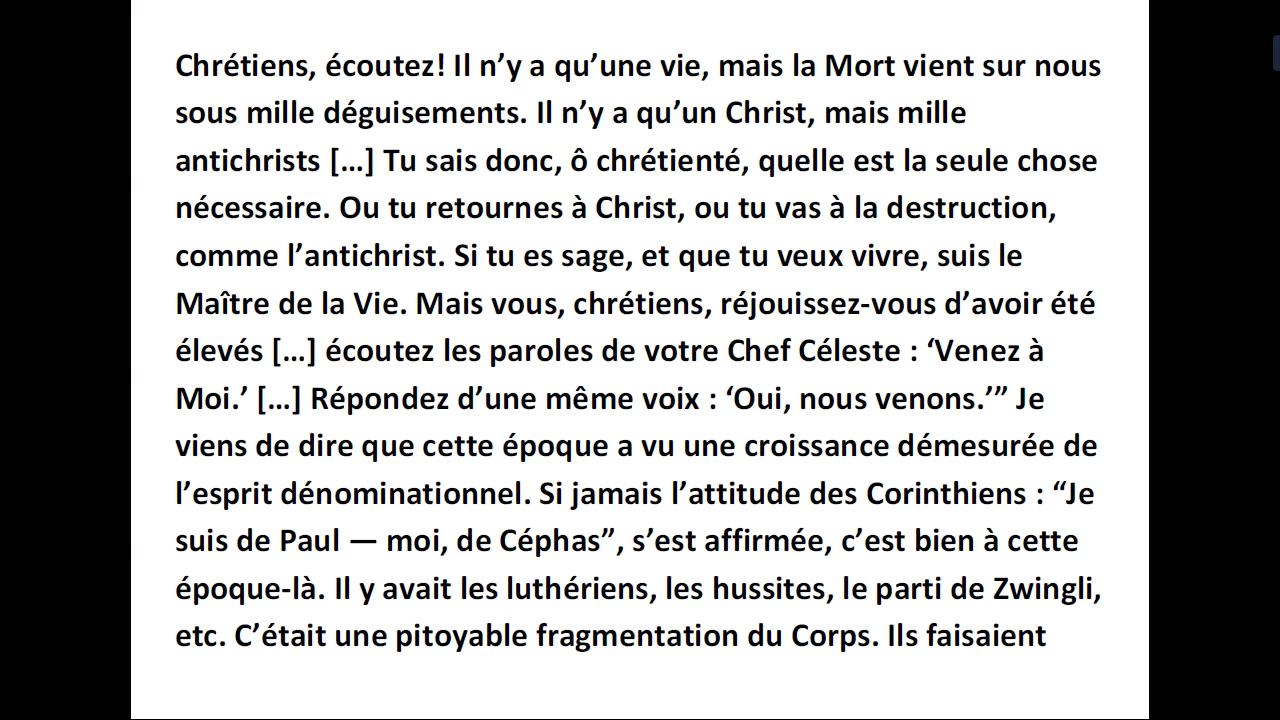 Chrétiens, écoutez! Il n’y a qu’une vie, mais la Mort vient sur nous
sous mille déguisements. Il n’y a qu’un Christ, mais mille
antichrists […] Tu sais donc, ô chrétienté, quelle est la seule chose
nécessaire. Ou tu retournes à Christ, ou tu vas à la destruction,
comme l’antichrist. Si tu es sage, et que tu veux vivre, suis le
Maître de la Vie. Mais vous, chrétiens, réjouissez-vous d’avoir été
élevés […] écoutez les paroles de votre Chef Céleste : ‘Venez à
Moi.’ […] Répondez d’une même voix : ‘Oui, nous venons.’” Je
viens de dire que cette époque a vu une croissance démesurée de
l’esprit dénominationnel. Si jamais l’attitude des Corinthiens : “Je
suis de Paul — moi, de Céphas”, s’est affirmée, c’est bien à cette
époque-là. Il y avait les luthériens, les hussites, le parti de Zwingli,
etc. C’était une pitoyable fragmentation du Corps. Ils faisaient